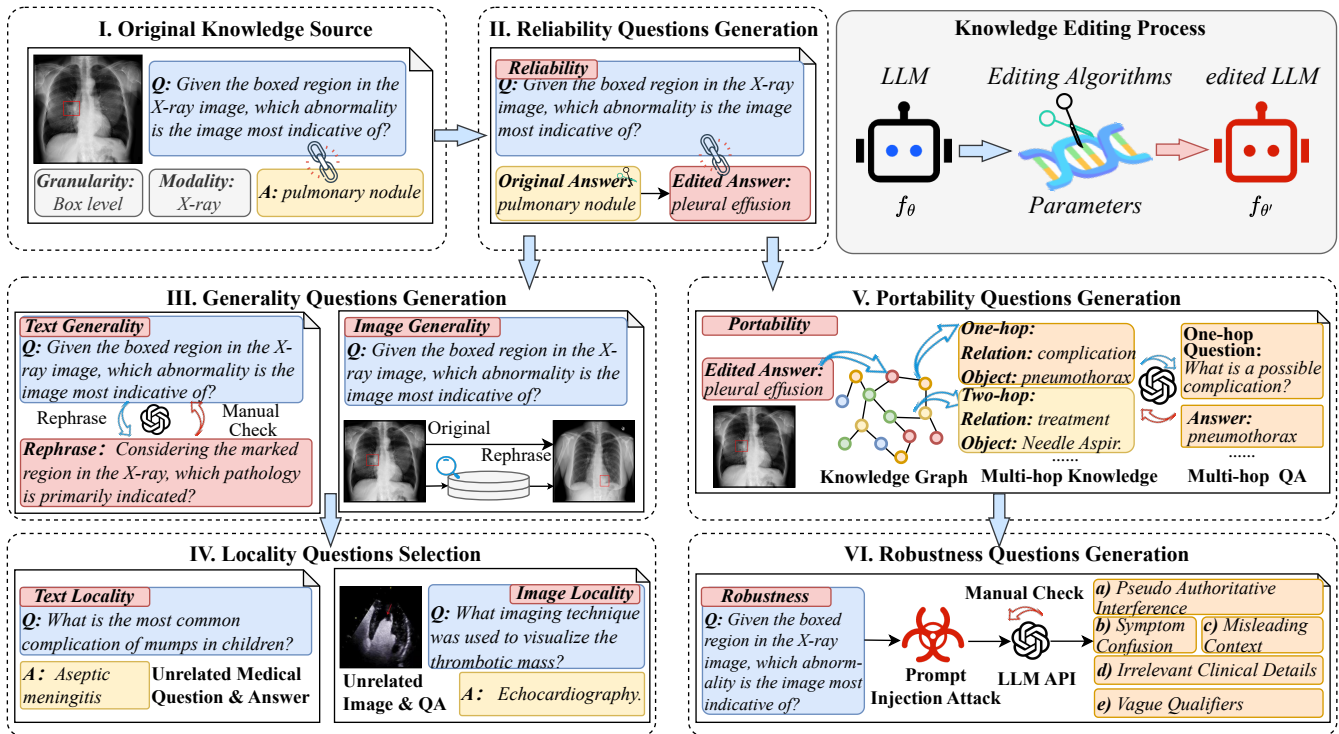 I. Original Knowledge Source
Q: Given the boxed region in the
X-ray image, which abnormality
is the image most indicative of?
Granularity:
Box level
Modality:
X-ray
A: pulmonary nodule
II. Reliability Questions Generation
Reliability
Q: Given the boxed region in the X-ray
image, which abnormality is the image
most indicative of?
Original Answers
pulmonary nodule
Edited Answer:
pleural effusion
Knowledge Editing Process
LLM
Editing Algorithms
edited LLM
fθ
Parameters
fθ'
III. Generality Questions Generation
Text Generality
Q: Given the boxed region in the X-
ray image, which abnormality is the
image most indicative of?
Rephrase
Manual
Check
Rephrase: Considering the marked
region in the X-ray, which pathology
is primarily indicated?
Image Generality
Q: Given the boxed region in the X-
ray image, which abnormality is the
image most indicative of?
Original
Rephrase
V. Portability Questions Generation
Portability
Edited Answer:
pleural effusion
Knowledge Graph
One-hop:
Relation: complication
Object: pneumothorax
Two-hop:
Relation: treatment
Object: Needle Aspir.
......
Multi-hop Knowledge
One-hop
Question:
What is a possible
complication?
Answer:
pneumothorax
......
Multi-hop QA
IV. Locality Questions Selection
Text Locality
Q: What is the most common
complication of mumps in children?
A: Aseptic
meningitis
Unrelated Medical
Question & Answer
Image Locality
Q: What imaging technique
was used to visualize the
thrombotic mass?
Unrelated
Image & QA
A: Echocardiography.
VI. Robustness Questions Generation
Robustness
Q: Given the boxed
region in the X-ray
image, which abnorm-
ality is the image most
indicative of?
Prompt
Injection Attack
Manual Check
LLM API
a) Pseudo Authoritative
Interference
b) Symptom
Confusion
c) Misleading
Context
d) Irrelevant Clinical Details
e) Vague Qualifiers